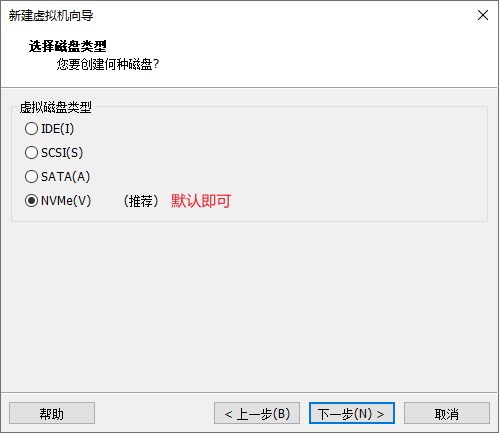 新建虚拟机向导
选择磁盘类型
您要创建何种磁盘?
虚拟磁盘类型
IDE(I)
SCSI(S)
SATA(A)
NVMe(V) (推荐) 默认即可
帮助 < 上一步(B) 下一步(N) > 取消